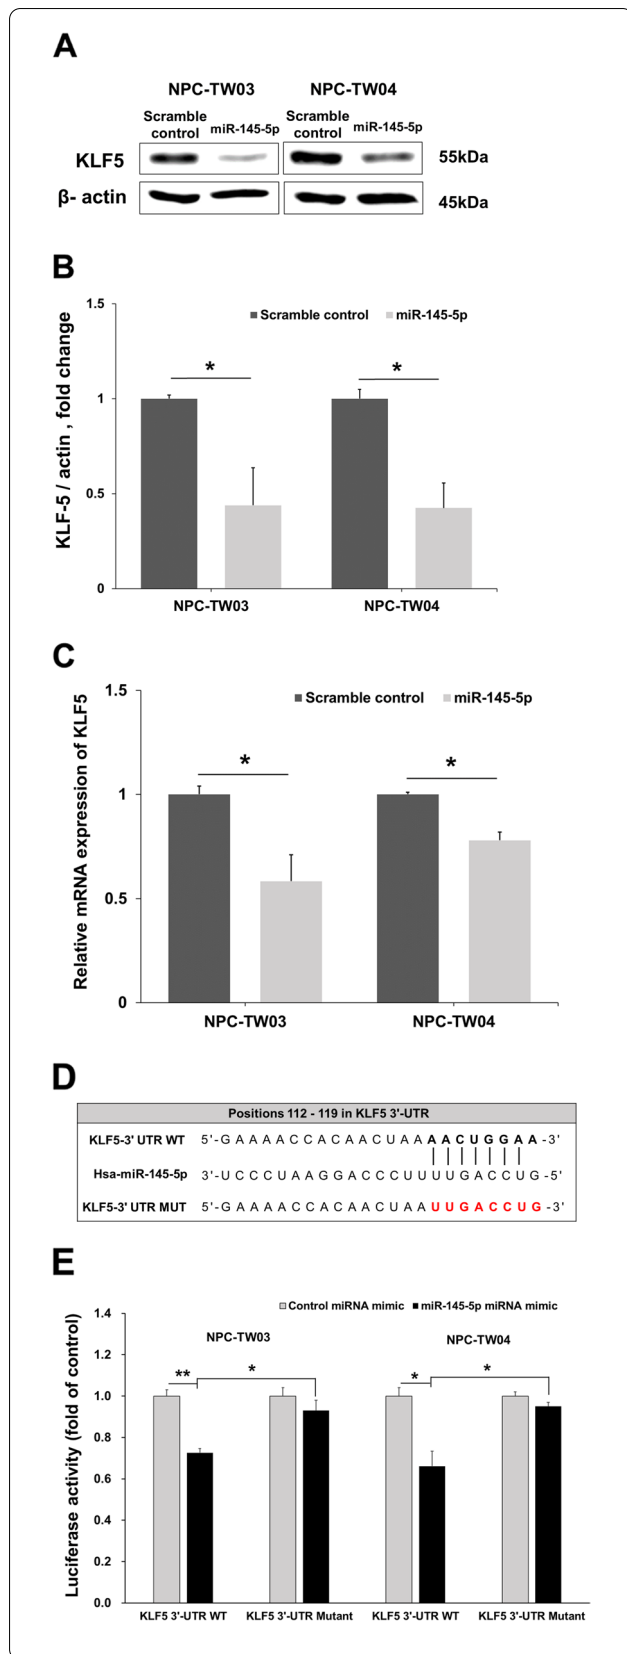 A
NPC-TW03 NPC-TW04
Scramble control miR-145-5p Scramble control miR-145-5p
KLF5 55kDa
β- actin 45kDa
B
KLF-5 / actin , fold change
1.5
1
0.5
0
Scramble control miR-145-5p
* *
NPC-TW03 NPC-TW04
C
Relative mRNA expression of KLF5
1.5
1
0.5
0
Scramble control miR-145-5p
* *
NPC-TW03 NPC-TW04
D
Positions 112 - 119 in KLF5 3'-UTR
KLF5-3' UTR WT 5'-G A A A A C C A C A A C U A A A A C U G G A A -3'
Hsa-miR-145-5p 3'-U C C C U A A G G A C C C U U U U G A C C U G -5'
KLF5-3' UTR MUT 5'-G A A A A C C A C A A C U A A U U G A C C U G -3'
E
Luciferase activity (fold of control)
1.4
1.2
1.0
0.8
0.6
0.4
0.2
0.0
Control miRNA mimic miR-145-5p miRNA mimic
NPC-TW03 NPC-TW04
** * * *
KLF5 3'-UTR WT KLF5 3'-UTR Mutant KLF5 3'-UTR WT KLF5 3'-UTR Mutant